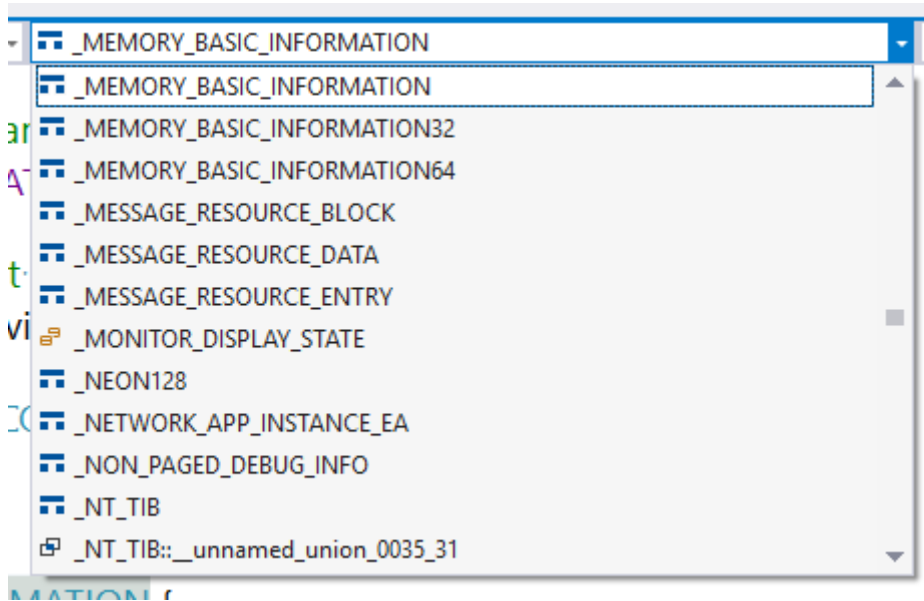 _MEMORY_BASIC_INFORMATION
_MEMORY_BASIC_INFORMATION
_MEMORY_BASIC_INFORMATION32
_MEMORY_BASIC_INFORMATION64
_MESSAGE_RESOURCE_BLOCK
_MESSAGE_RESOURCE_DATA
_MESSAGE_RESOURCE_ENTRY
_MONITOR_DISPLAY_STATE
_NEON128
_NETWORK_APP_INSTANCE_EA
_NON_PAGED_DEBUG_INFO
_NT_TIB
_NT_TIB::__unnamed_union_0035_31